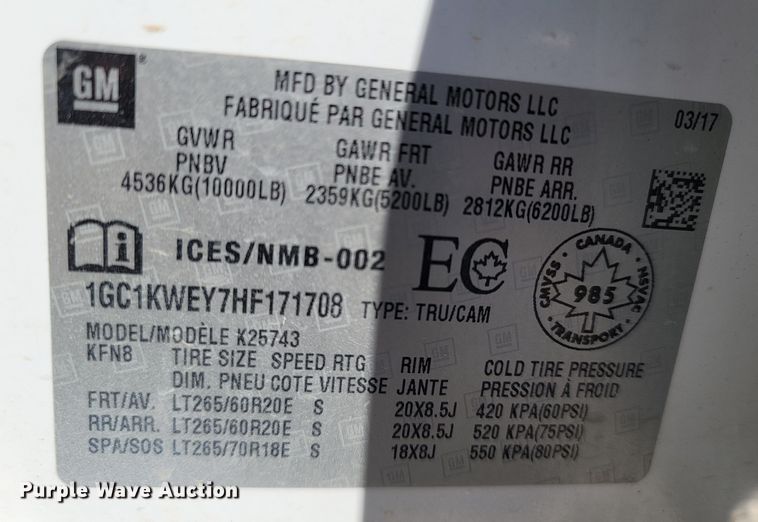 GM
MFD BY GENERAL MOTORS LLC
FABRIQUÉ PAR GENERAL MOTORS LLC
03/17
GVWR GAWR FRT GAWR RR
PNBV PNBE AV. PNBE ARR.
4536KG(10000LB) 2359KG(5200LB) 2812KG(6200LB)
i ICES/NMB-002 EC
CMVSS · CANADA · NSVAC
985
· TRANSPORT ·
1GC1KWEY7HF171708 TYPE: TRU/CAM
MODEL/MODÈLE K25743
KFN8 TIRE SIZE SPEED RTG RIM COLD TIRE PRESSURE
DIM. PNEU COTE VITESSE JANTE PRESSION À FROID
FRT/AV. LT265/60R20E S 20X8.5J 420 KPA(60PSI)
RR/ARR. LT265/60R20E S 20X8.5J 520 KPA(75PSI)
SPA/SOS LT265/70R18E S 18X8J 550 KPA(80PSI)
Purple Wave Auction